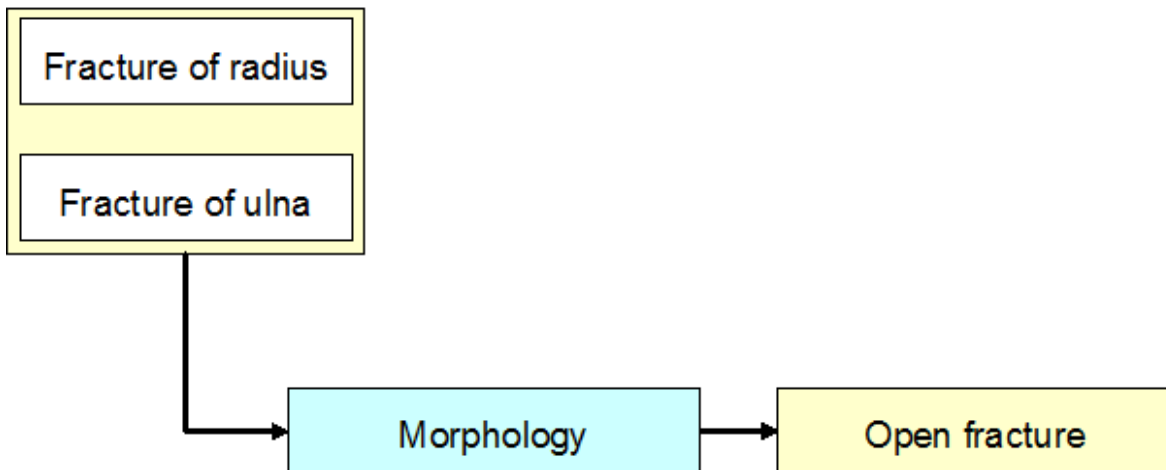 Fracture of radius
Fracture of ulna
Morphology
Open fracture